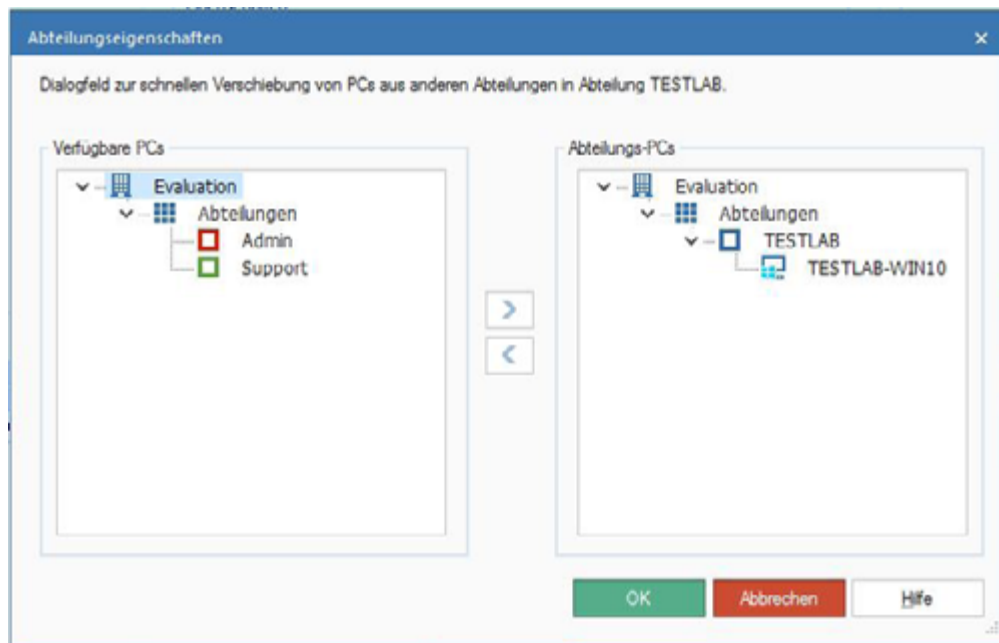 Abteilungseigenschaften
Dialogfeld zur schnellen Verschiebung von PCs aus anderen Abteilungen in Abteilung TESTLAB.
Verfügbare PCs
Evaluation
Abteilungen
Admin
Support
Abteilungs-PCs
Evaluation
Abteilungen
TESTLAB
TESTLAB-WIN10
OK
Abbrechen
Hilfe